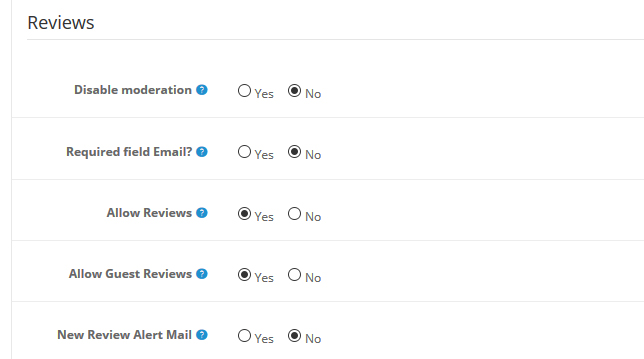 Reviews
Disable moderation ? Yes No
Required field Email? ? Yes No
Allow Reviews ? Yes No
Allow Guest Reviews ? Yes No
New Review Alert Mail ? Yes No